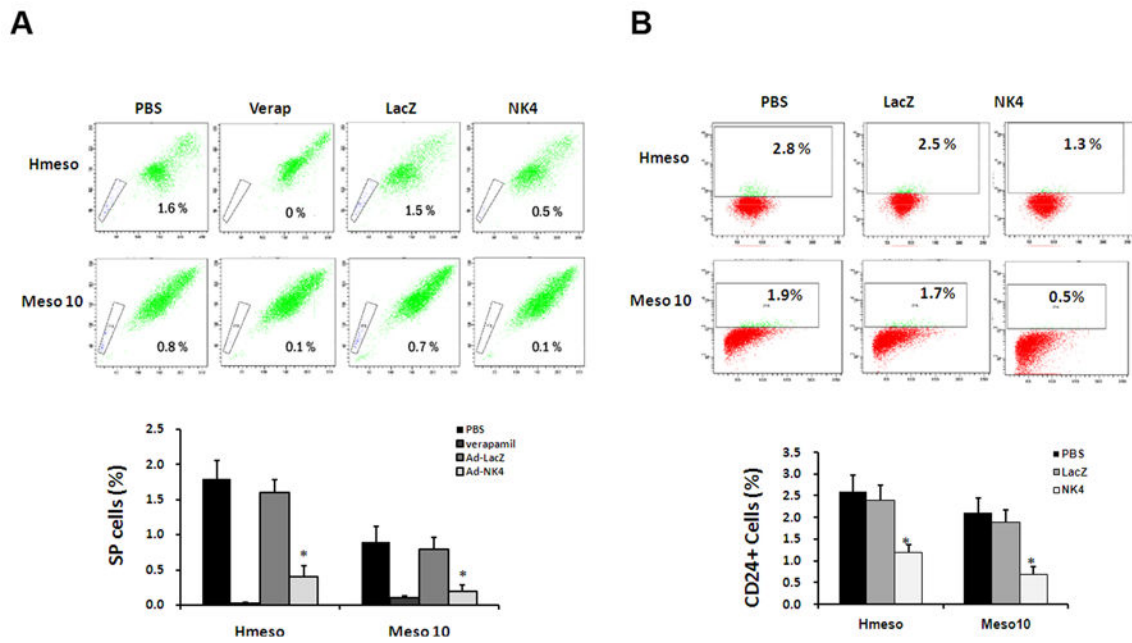 A
B
PBS Verap LacZ NK4
Hmeso
1.6 % 0 % 1.5 % 0.5 %
Meso 10
0.8 % 0.1 % 0.7 % 0.1 %
PBS LacZ NK4
Hmeso
2.8 % 2.5 % 1.3 %
Meso 10
1.9% 1.7% 0.5%
SP cells (%)
2.5
2.0
1.5
1.0
0.5
0.0
PBS
verapamil
Ad-LacZ
Ad-NK4
*
*
Hmeso Meso 10
CD24+ Cells (%)
3.5
3.0
2.5
2.0
1.5
1.0
0.5
0.0
PBS
LacZ
NK4
*
*
Hmeso Meso10